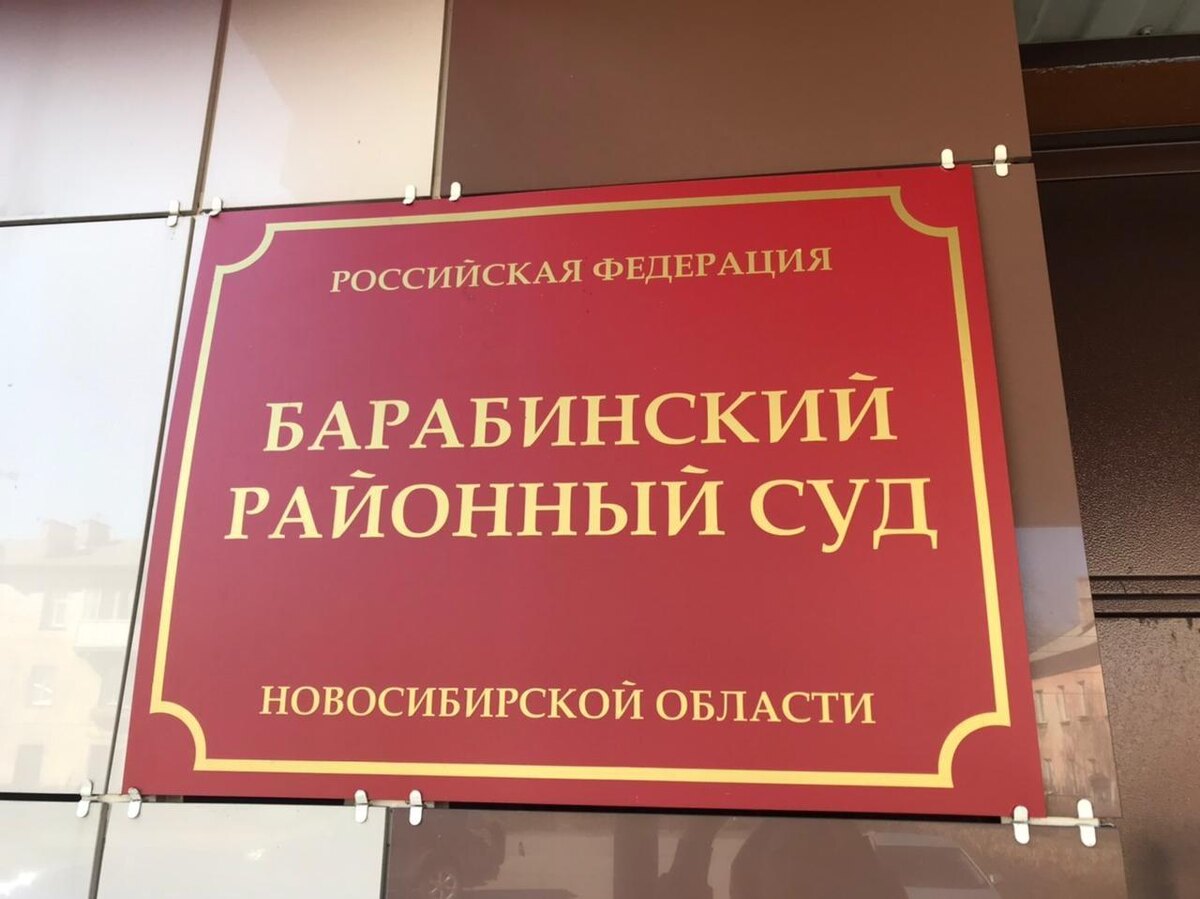 РОССИЙСКАЯ ФЕДЕРАЦИЯ
БАРАБИНСКИЙ
РАЙОННЫЙ СУД
НОВОСИБИРСКОЙ ОБЛАСТИ